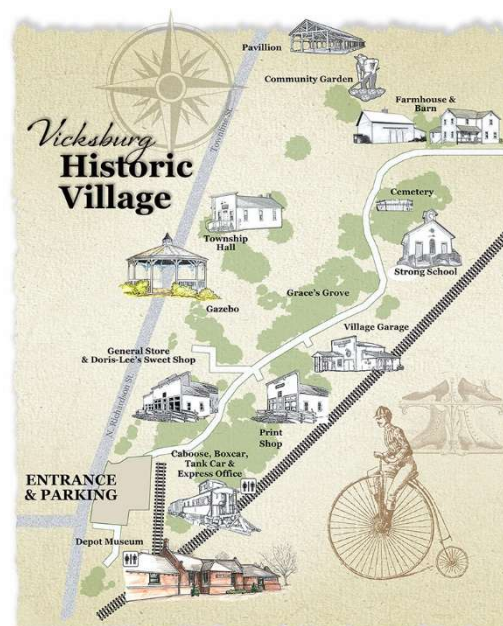 Pavillion
Community Garden
Farmhouse &
Barn
Vicksburg
Historic
Village
Townline St.
Cemetery
Township
Hall
Strong School
Grace's Grove
Gazebo
Village Garage
General Store
& Doris-Lee's Sweet Shop
N. Richardson St.
Print
Shop
Caboose, Boxcar,
Tank Car &
Express Office
ENTRANCE
& PARKING
Depot Museum